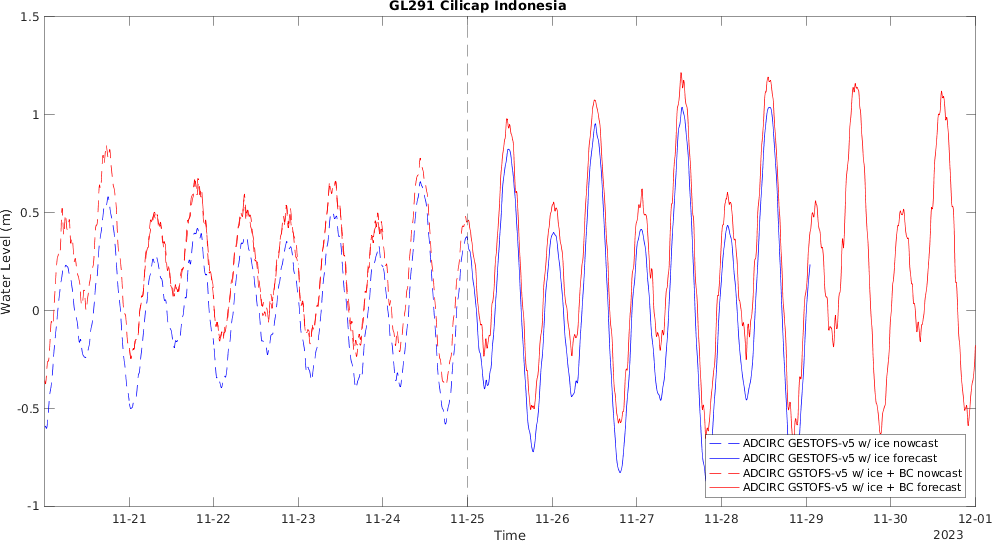 GL291 Cilicap Indonesia
1.5
1
0.5
0
-0.5
-1
Water Level (m)
ADCIRC GESTOFS-v5 w/ ice nowcast
ADCIRC GESTOFS-v5 w/ ice forecast
ADCIRC GSTOFS-v5 w/ ice + BC nowcast
ADCIRC GSTOFS-v5 w/ ice + BC forecast
11-21 11-22 11-23 11-24 11-25 11-26 11-27 11-28 11-29 11-30 12-01
Time
2023